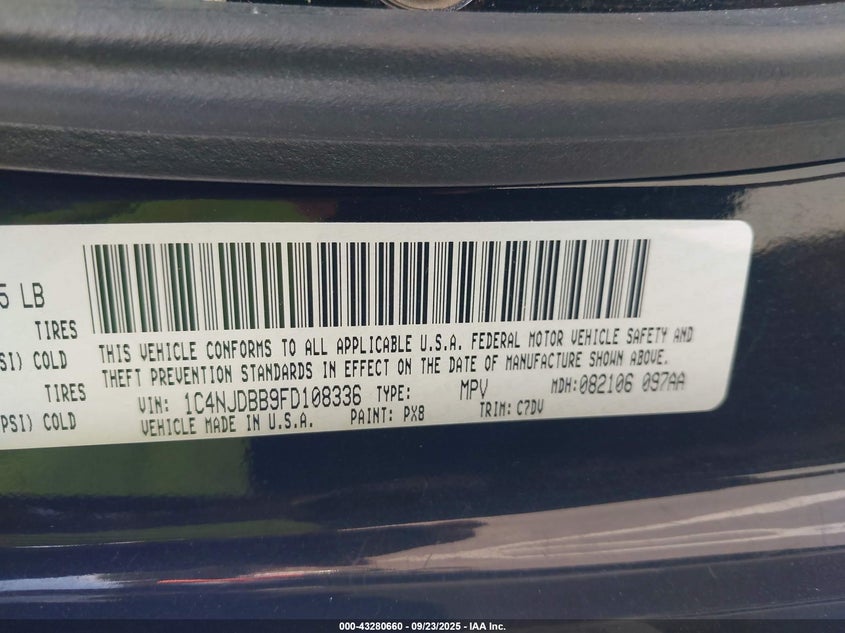 5 LB
TIRES
SI) COLD
TIRES
PSI) COLD
THIS VEHICLE CONFORMS TO ALL APPLICABLE U.S.A. FEDERAL MOTOR VEHICLE SAFETY AND
THEFT PREVENTION STANDARDS IN EFFECT ON THE DATE OF MANUFACTURE SHOWN ABOVE.
VIN: 1C4NJDBB9FD108336 TYPE: MPV MDH:082106 097AA
VEHICLE MADE IN U.S.A. PAINT: PX8 TRIM: C7DV
000-43280660 - 09/23/2025 - IAA Inc.